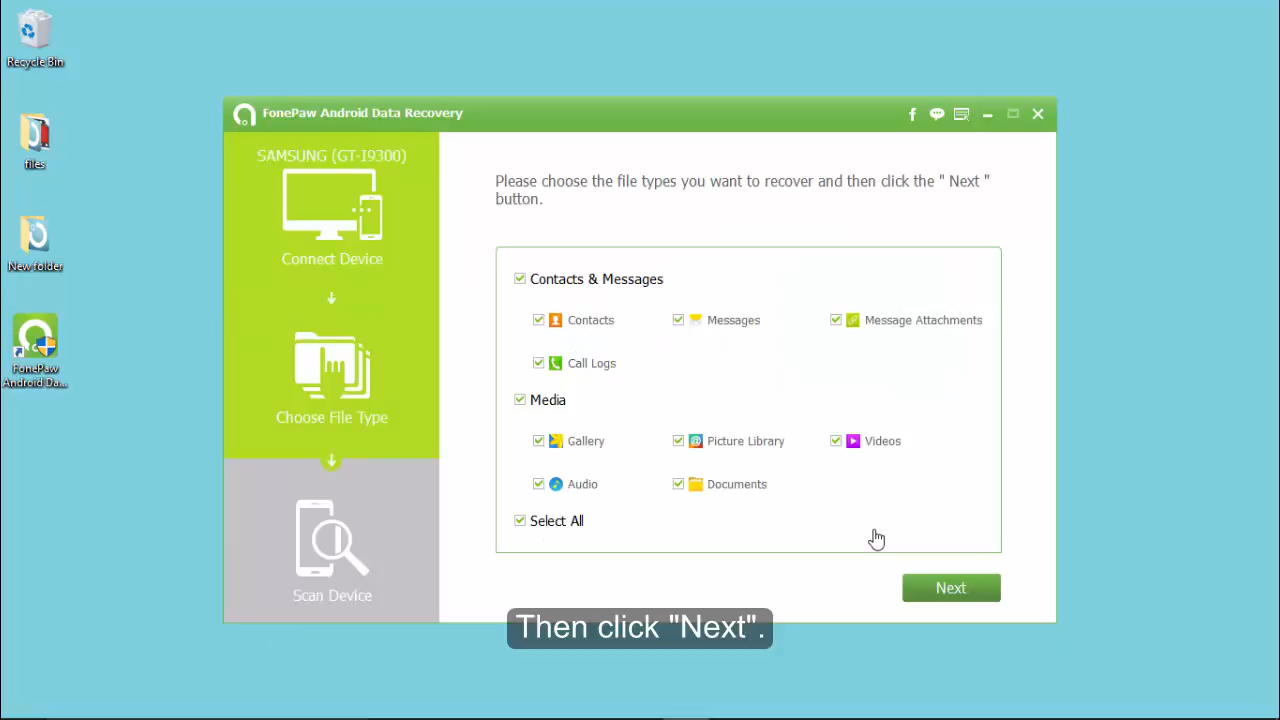 Recycle Bin
files
New folder
FonePaw
Android Da...
FonePaw Android Data Recovery
SAMSUNG (GT-I9300)
Connect Device
Choose File Type
Scan Device
Please choose the file types you want to recover and then click the " Next "
button.
Contacts & Messages
Contacts
Messages
Message Attachments
Call Logs
Media
Gallery
Picture Library
Videos
Audio
Documents
Select All
Next
Then click "Next".